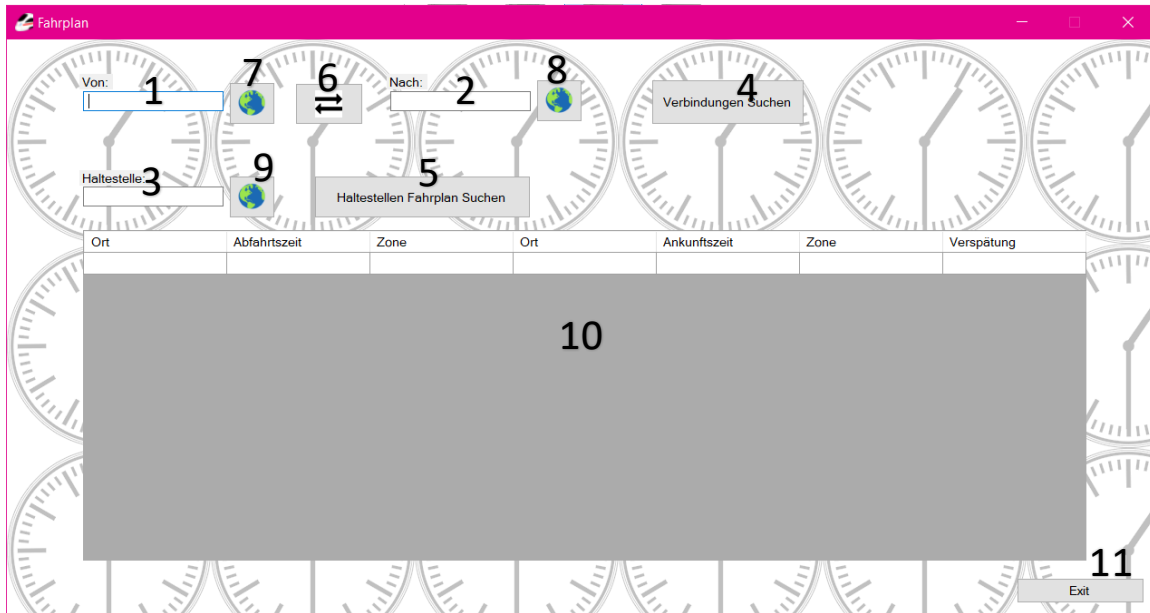 Fahrplan
Von: 1 7 6 Nach: 2 8 Verbindungen Suchen 4
Haltestelle: 3 9 5
Haltestellen Fahrplan Suchen
Ort Abfahrtszeit Zone Ort Ankunftszeit Zone Verspätung
10
11
Exit